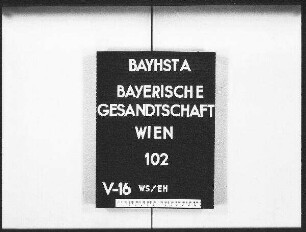 BAYHSTA
BAYERISCHE
GESANDTSCHAFT
WIEN
102
V-16 WS/EH